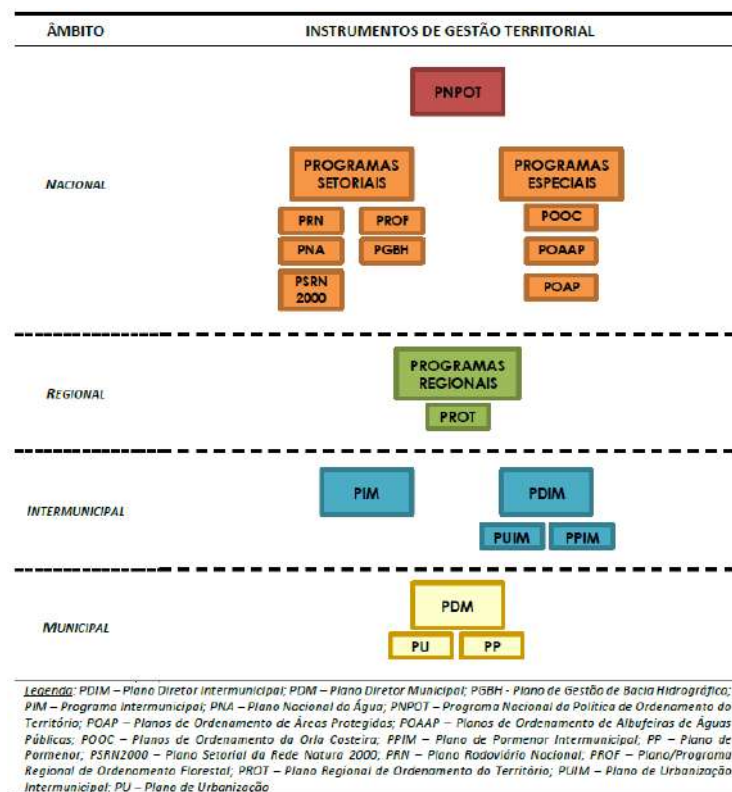 ÂMBITO INSTRUMENTOS DE GESTÃO TERRITORIAL
PNPOT
PROGRAMAS SETORIAIS
PROGRAMAS ESPECIAIS
NACIONAL
PRN PROF POOC
PNA PGBH POAAP
PSRN 2000
POAP
PROGRAMAS REGIONAIS
REGIONAL
PROT
PIM PDIM
INTERMUNICIPAL
PUIM PPIM
PDM
MUNICIPAL
PU PP
Legenda: PDIM – Plano Diretor Intermunicipal; PDM – Plano Diretor Municipal; PGBH - Plano de Gestão de Bacia Hidrográfica;
PIM – Programa Intermunicipal; PNA – Plano Nacional da Água; PNPOT – Programa Nacional da Política de Ordenamento do
Território; POAP – Planos de Ordenamento de Áreas Protegidas; POAAP – Planos de Ordenamento de Albufeiras de Águas
Públicas; POOC – Planos de Ordenamento da Orla Costeira; PPIM – Plano de Pormenor Intermunicipal; PP – Plano de
Pormenor; PSRN2000 – Plano Setorial da Rede Natura 2000; PRN – Plano Rodoviário Nacional; PROF – Plano/Programa
Regional de Ordenamento Florestal; PROT – Plano Regional de Ordenamento do Território; PUIM – Plano de Urbanização
Intermunicipal; PU – Plano de Urbanização